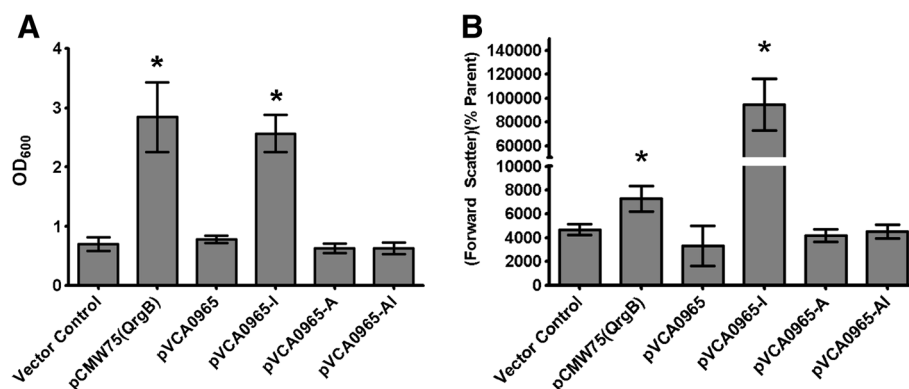 A
*
*
4
3
2
1
0
OD600
Vector Control
pCMW75(QrgB)
pVCA0965
pVCA0965-I
pVCA0965-A
pVCA0965-AI
B
*
*
140000
120000
100000
80000
60000
10000
8000
6000
4000
2000
0
(Forward Scatter)(% Parent)
Vector Control
pCMW75(QrgB)
pVCA0965
pVCA0965-I
pVCA0965-A
pVCA0965-AI